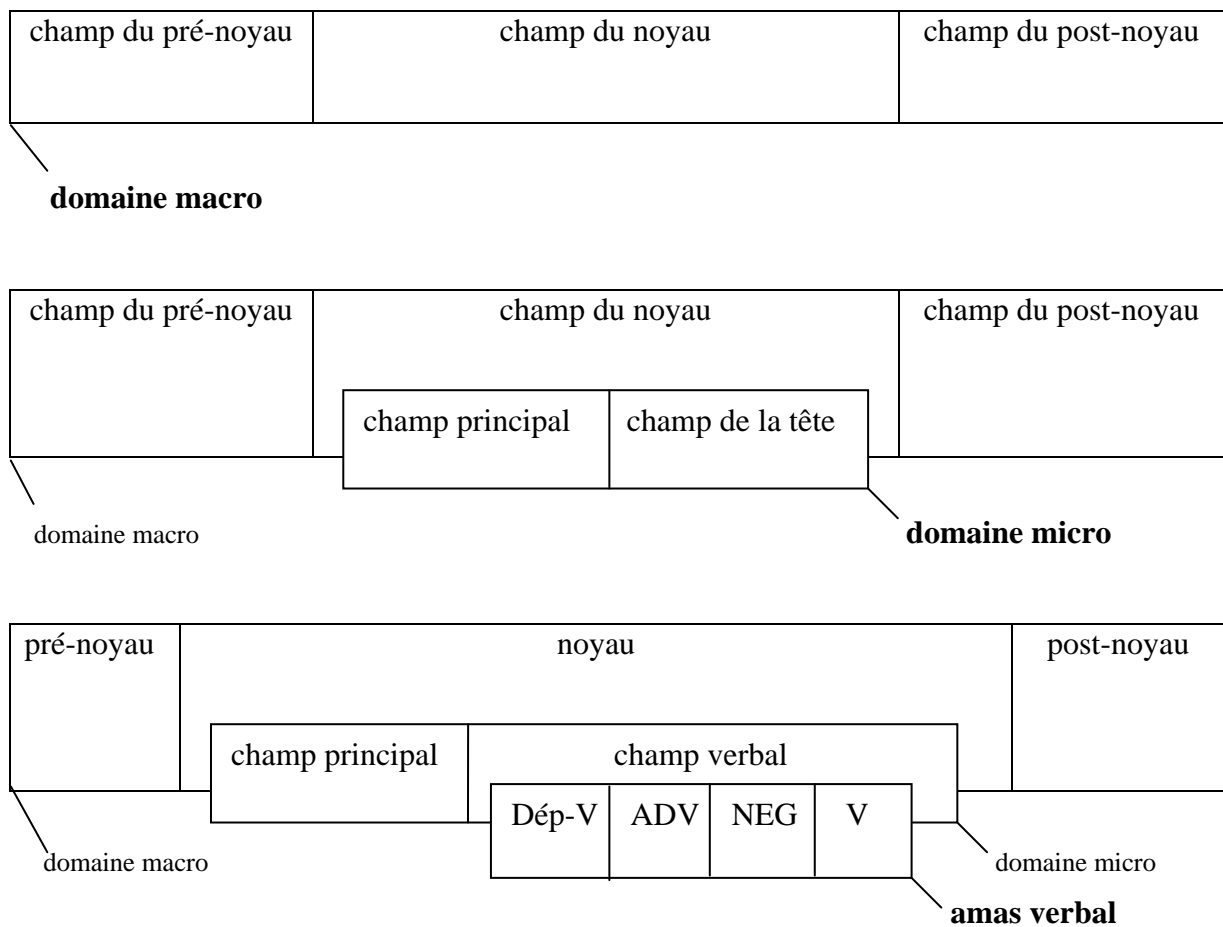 champ du pré-noyau champ du noyau champ du post-noyau
domaine macro
champ du pré-noyau champ du noyau champ du post-noyau
champ principal champ de la tête
domaine macro domaine micro
pré-noyau noyau post-noyau
champ principal champ verbal
Dép-V ADV NEG V
domaine macro domaine micro
amas verbal